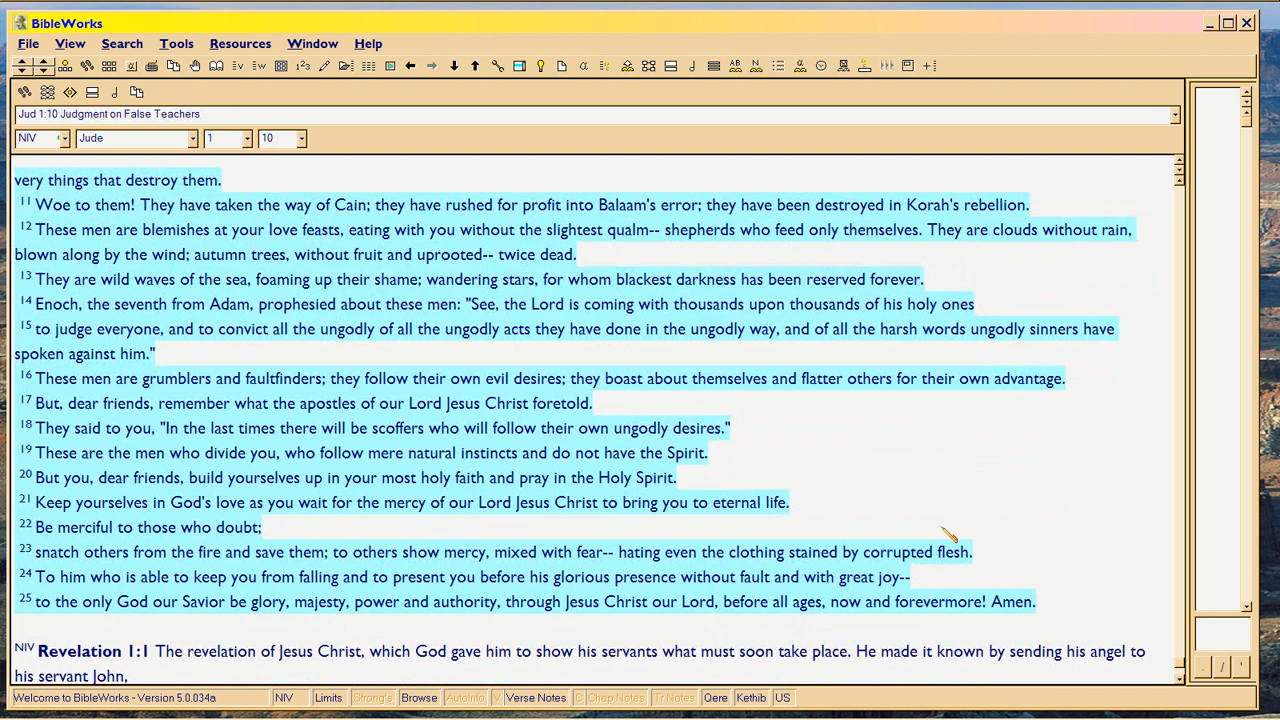 BibleWorks
File View Search Tools Resources Window Help
Jud 1:10 Judgment on False Teachers
NIV Jude 1 10
very things that destroy them.
11 Woe to them! They have taken the way of Cain; they have rushed for profit into Balaam's error; they have been destroyed in Korah's rebellion.
12 These men are blemishes at your love feasts, eating with you without the slightest qualm-- shepherds who feed only themselves. They are clouds without rain,
blown along by the wind; autumn trees, without fruit and uprooted-- twice dead.
13 They are wild waves of the sea, foaming up their shame; wandering stars, for whom blackest darkness has been reserved forever.
14 Enoch, the seventh from Adam, prophesied about these men: "See, the Lord is coming with thousands upon thousands of his holy ones
15 to judge everyone, and to convict all the ungodly of all the ungodly acts they have done in the ungodly way, and of all the harsh words ungodly sinners have
spoken against him."
16 These men are grumblers and faultfinders; they follow their own evil desires; they boast about themselves and flatter others for their own advantage.
17 But, dear friends, remember what the apostles of our Lord Jesus Christ foretold.
18 They said to you, "In the last times there will be scoffers who will follow their own ungodly desires."
19 These are the men who divide you, who follow mere natural instincts and do not have the Spirit.
20 But you, dear friends, build yourselves up in your most holy faith and pray in the Holy Spirit.
21 Keep yourselves in God's love as you wait for the mercy of our Lord Jesus Christ to bring you to eternal life.
22 Be merciful to those who doubt;
23 snatch others from the fire and save them; to others show mercy, mixed with fear-- hating even the clothing stained by corrupted flesh.
24 To him who is able to keep you from falling and to present you before his glorious presence without fault and with great joy--
25 to the only God our Savior be glory, majesty, power and authority, through Jesus Christ our Lord, before all ages, now and forevermore! Amen.
NIV Revelation 1:1 The revelation of Jesus Christ, which God gave him to show his servants what must soon take place. He made it known by sending his angel to
his servant John,
Welcome to BibleWorks - Version 5.0.034a NIV Limits Strong's Browse AutoInfo V Verse Notes C Chap Notes Tr Notes Qere Kethib US